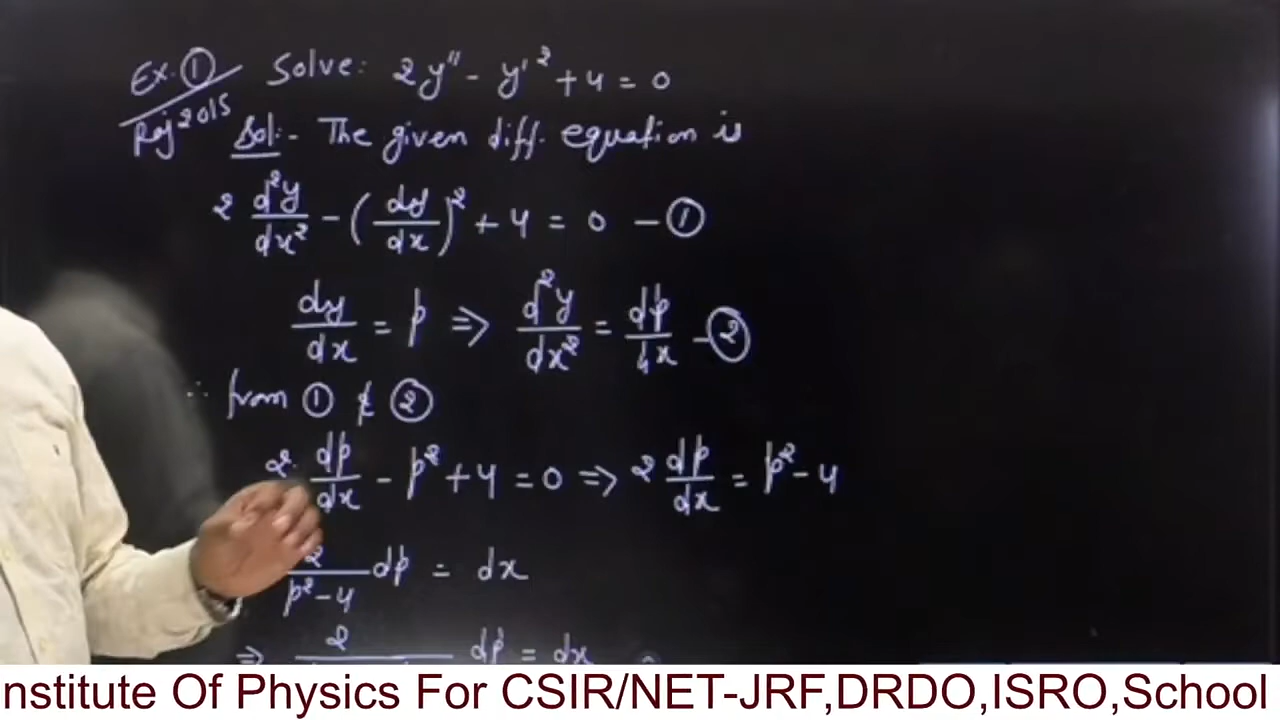 Ex. ① Solve: 2y'' - y'² + 4 = 0
Raj 2015 Sol:- The given diff. equation is
2 d²y/dx² - (dy/dx)² + 4 = 0 - ①
dy/dx = p ⇒ d²y/dx² = dp/dx - ②
∴ from ① & ②
2 dp/dx - p² + 4 = 0 ⇒ 2 dp/dx = p² - 4
2/(p² - 4) dp = dx
⇒ 2 dp = dx
nstitute Of Physics For CSIR/NET-JRF,DRDO,ISRO,School